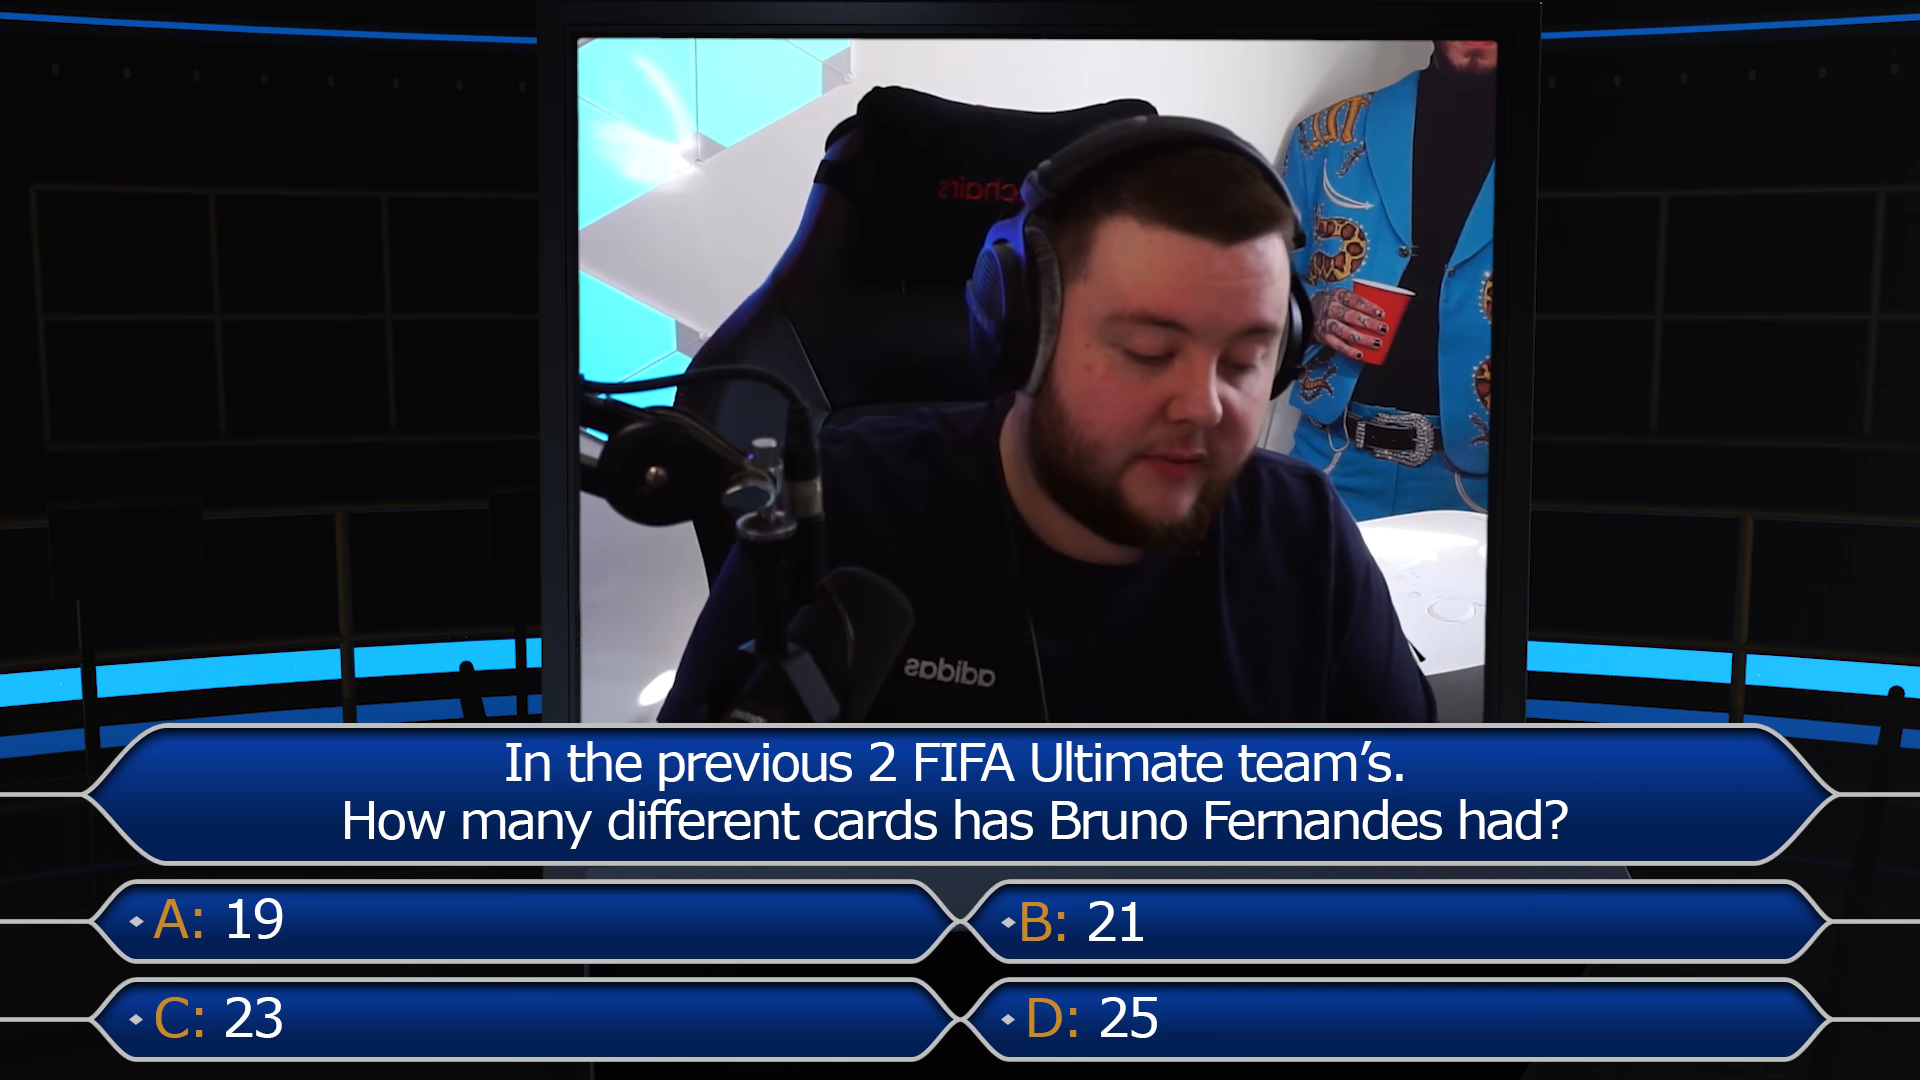 chairs
adidas
In the previous 2 FIFA Ultimate team’s.
How many different cards has Bruno Fernandes had?
A: 19
B: 21
C: 23
D: 25